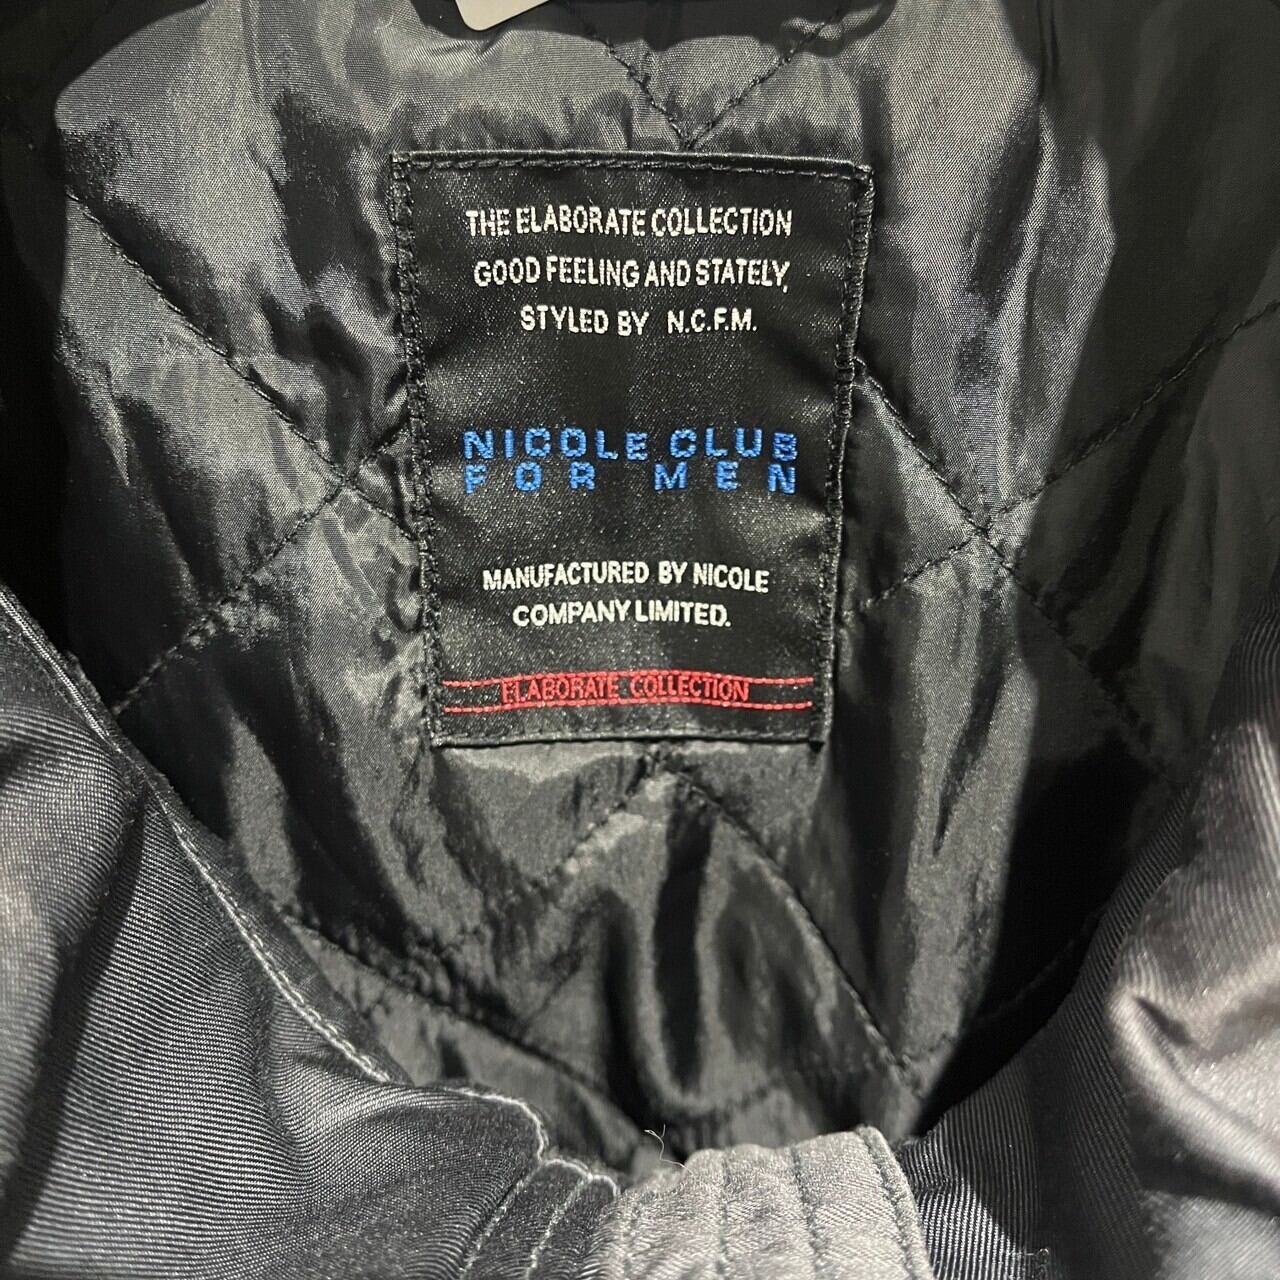 THE ELABORATE COLLECTION
GOOD FEELING AND STATELY,
STYLED BY N.C.F.M.
NICOLE CLUB
FOR MEN
MANUFACTURED BY NICOLE
COMPANY LIMITED.
ELABORATE COLLECTION